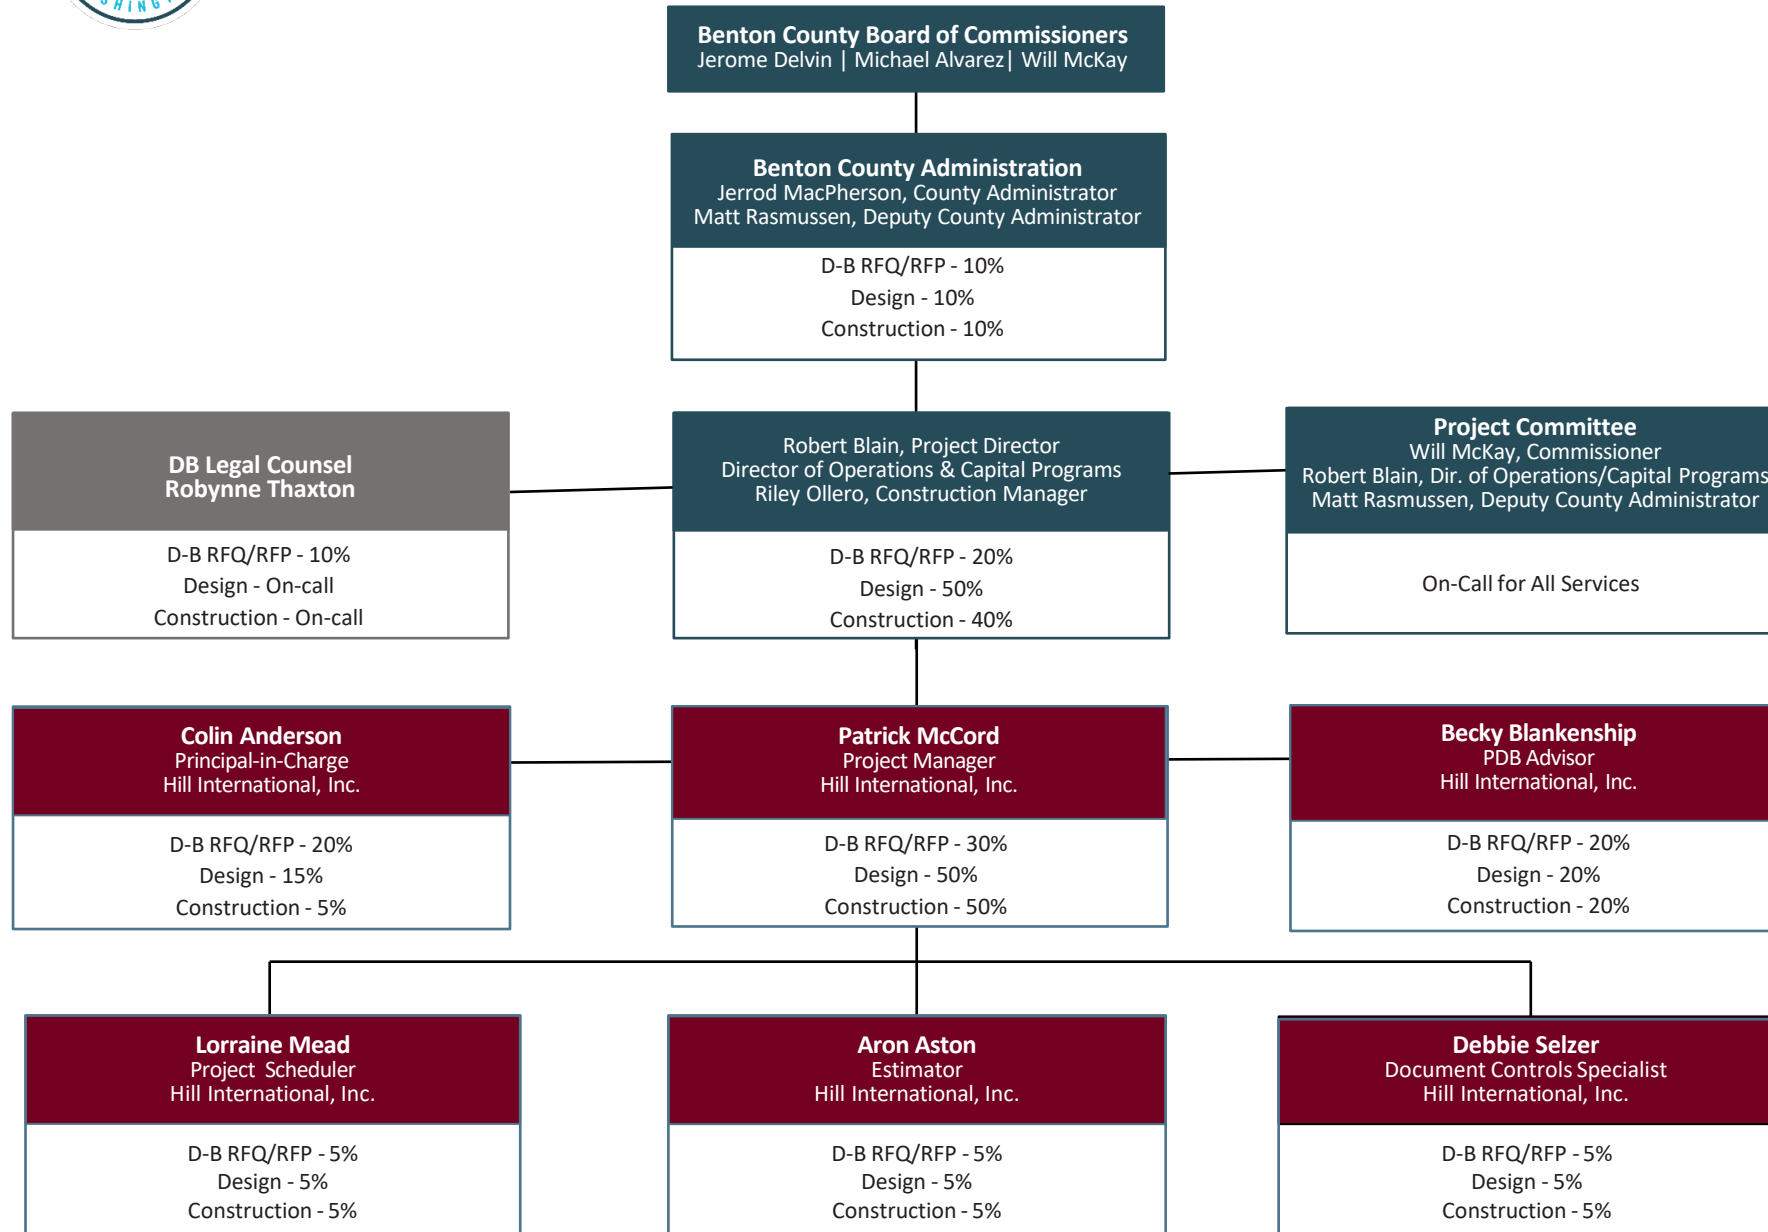 SHING
Benton County Board of Commissioners
Jerome Delvin | Michael Alvarez| Will McKay
Benton County Administration
Jerrod MacPherson, County Administrator
Matt Rasmussen, Deputy County Administrator
D-B RFQ/RFP - 10%
Design - 10%
Construction - 10%
DB Legal Counsel
Robynne Thaxton
D-B RFQ/RFP - 10%
Design - On-call
Construction - On-call
Robert Blain, Project Director
Director of Operations & Capital Programs
Riley Ollero, Construction Manager
D-B RFQ/RFP - 20%
Design - 50%
Construction - 40%
Project Committee
Will McKay, Commissioner
Robert Blain, Dir. of Operations/Capital Programs
Matt Rasmussen, Deputy County Administrator
On-Call for All Services
Colin Anderson
Principal-in-Charge
Hill International, Inc.
D-B RFQ/RFP - 20%
Design - 15%
Construction - 5%
Patrick McCord
Project Manager
Hill International, Inc.
D-B RFQ/RFP - 30%
Design - 50%
Construction - 50%
Becky Blankenship
PDB Advisor
Hill International, Inc.
D-B RFQ/RFP - 20%
Design - 20%
Construction - 20%
Lorraine Mead
Project Scheduler
Hill International, Inc.
D-B RFQ/RFP - 5%
Design - 5%
Construction - 5%
Aron Aston
Estimator
Hill International, Inc.
D-B RFQ/RFP - 5%
Design - 5%
Construction - 5%
Debbie Selzer
Document Controls Specialist
Hill International, Inc.
D-B RFQ/RFP - 5%
Design - 5%
Construction - 5%